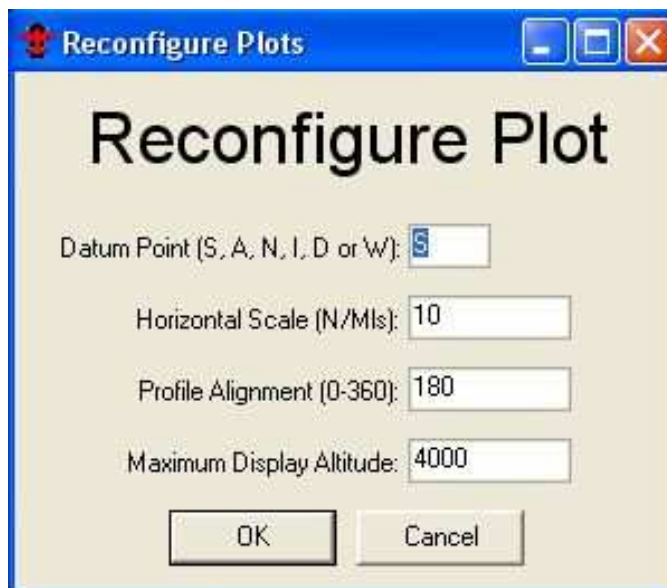 Reconfigure Plots
Reconfigure Plot
Datum Point (S, A, N, I, D or W): S
Horizontal Scale (N/Mls): 10
Profile Alignment (0-360): 180
Maximum Display Altitude: 4000
OK Cancel